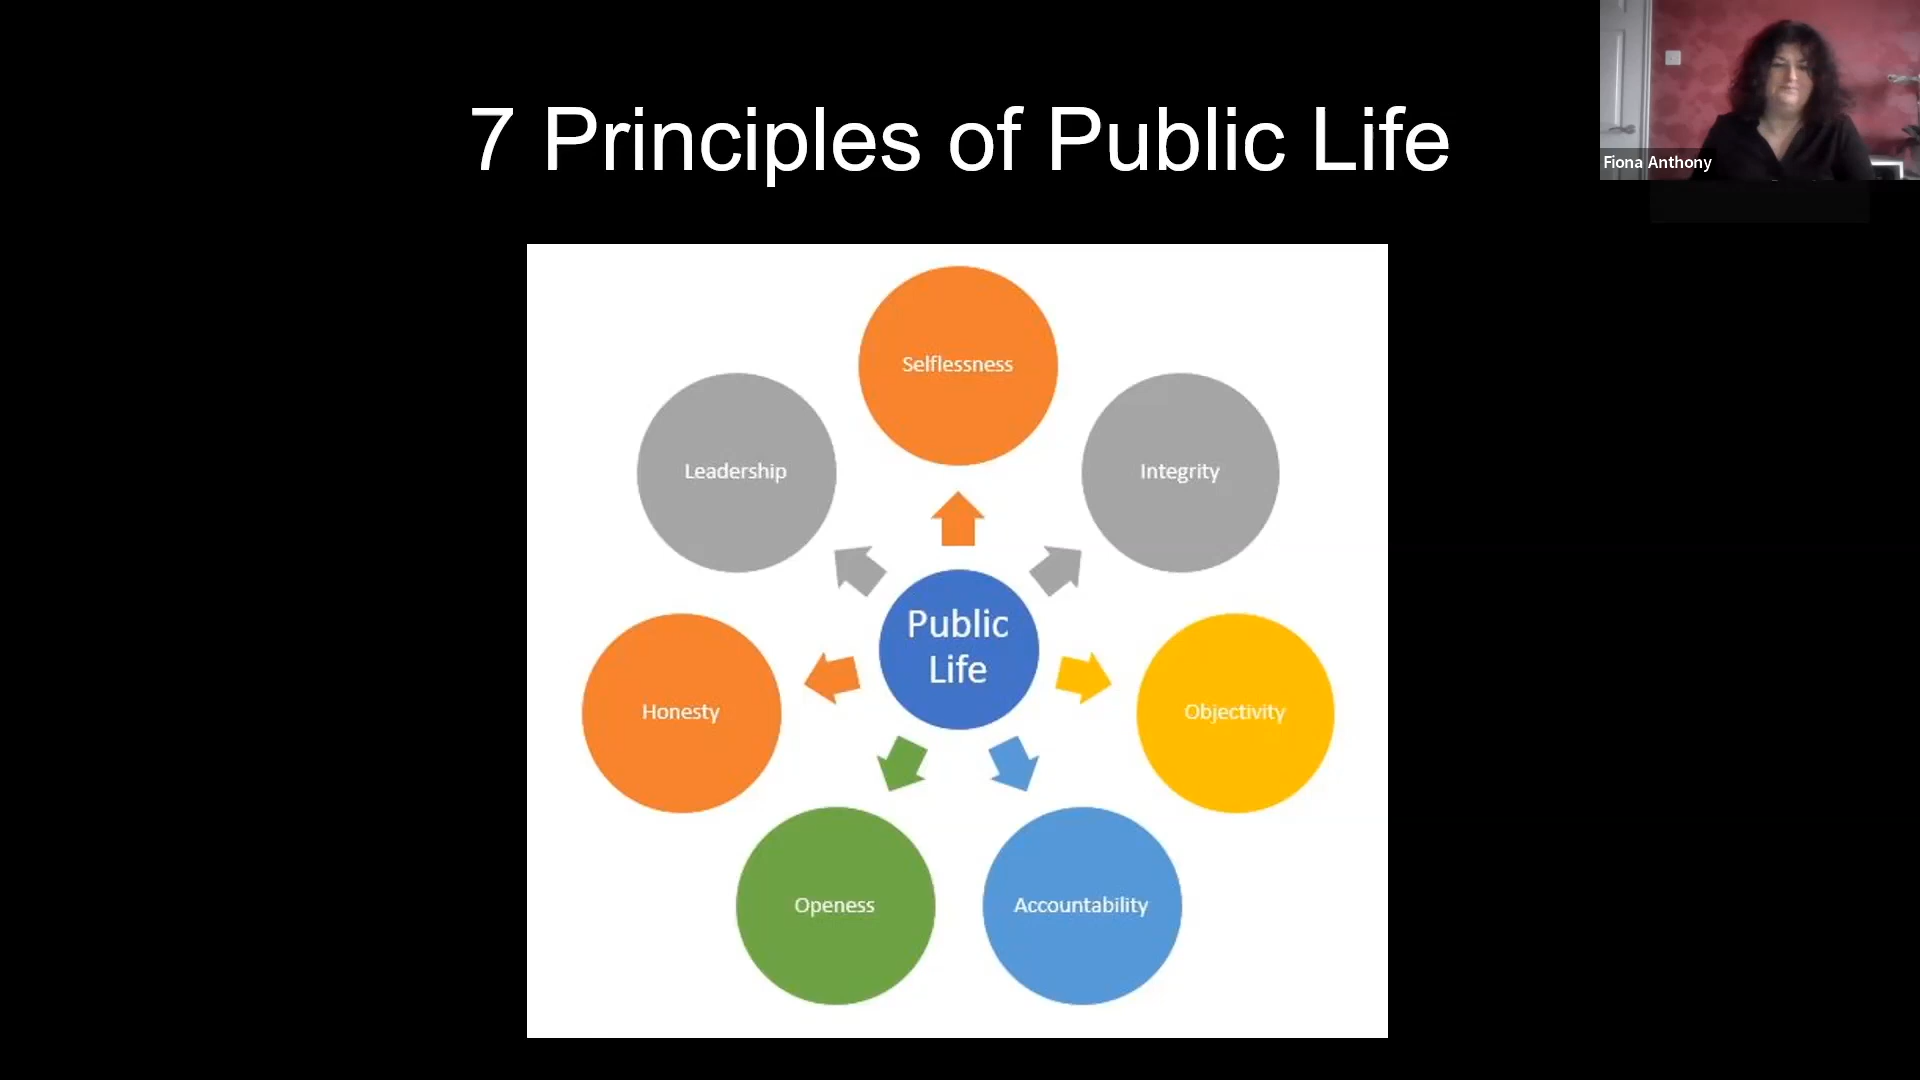 7 Principles of Public Life
Fiona Anthony
Selflessness
Leadership
Integrity
Public
Life
Honesty
Objectivity
Openess
Accountability